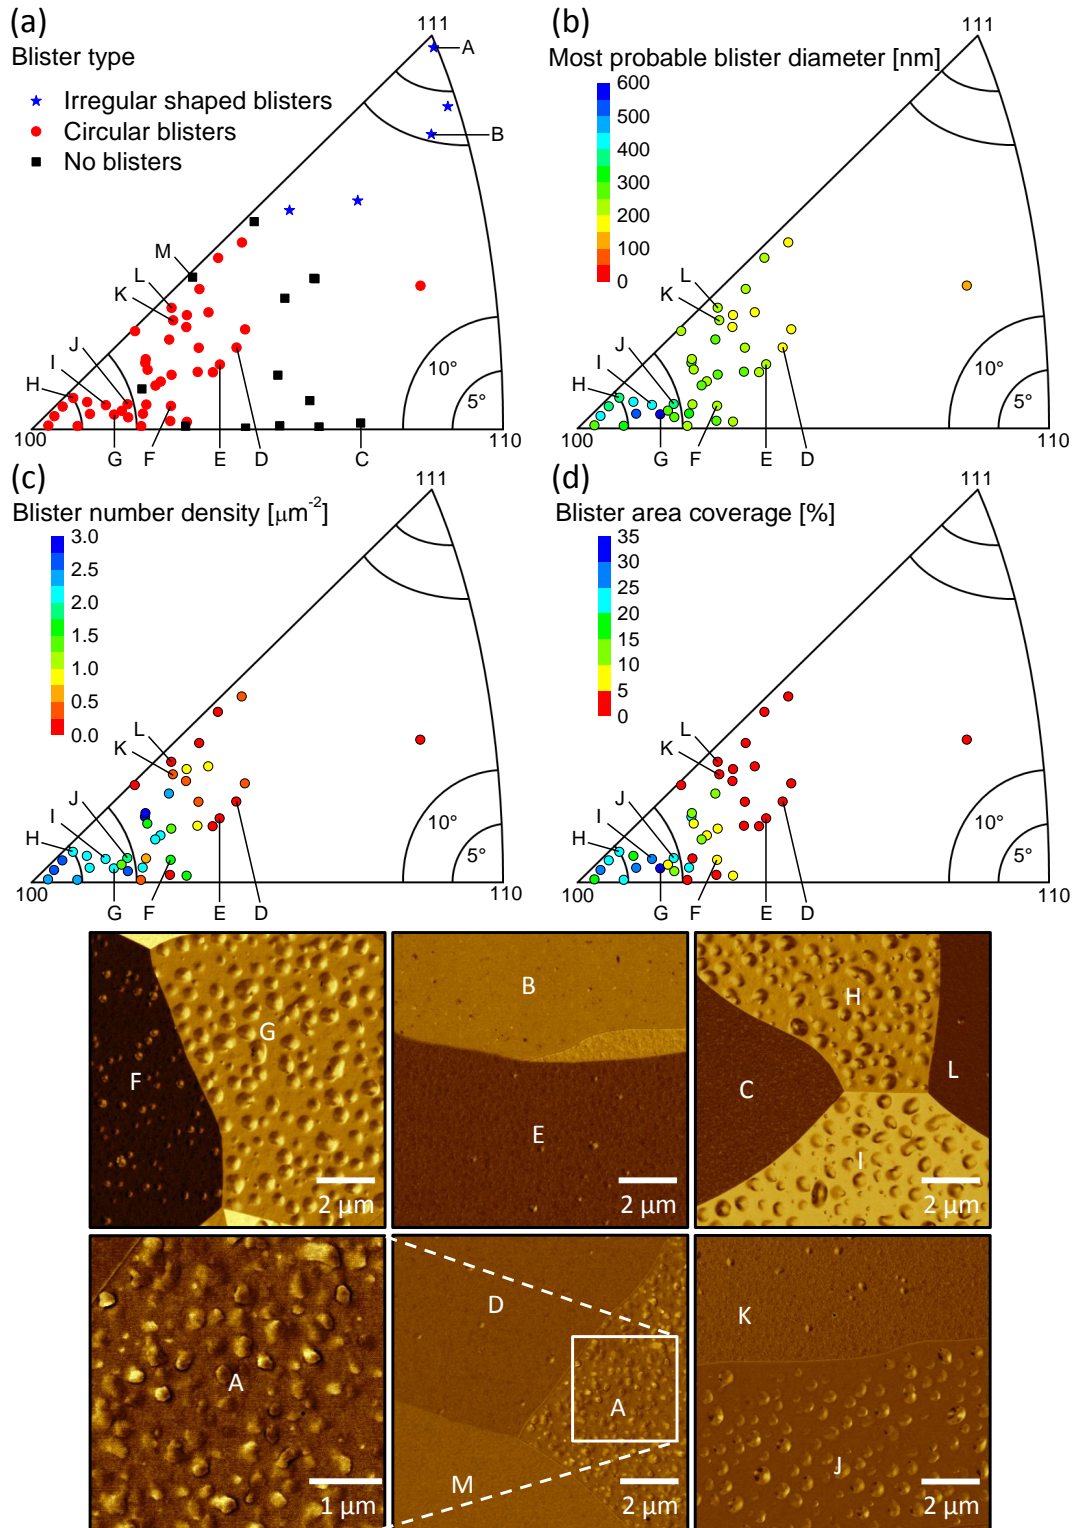 (a)
111
A
Blister type
Irregular shaped blisters
Circular blisters
No blisters
B
M
L
K
J
I
H
10°
5°
100
110
G
F
E
D
C
(b)
111
Most probable blister diameter [nm]
600
500
400
300
200
100
0
L
K
J
I
H
10°
5°
100
110
G
F
E
D
(c)
111
Blister number density [μm⁻²]
3.0
2.5
2.0
1.5
1.0
0.5
0.0
L
K
J
I
H
10°
5°
100
110
G
F
E
D
(d)
111
Blister area coverage [%]
35
30
25
20
15
10
5
0
L
K
J
I
H
10°
5°
100
110
G
F
E
D
G
F
2 μm
B
E
2 μm
H
C
L
I
2 μm
A
1 μm
D
A
M
2 μm
K
J
2 μm